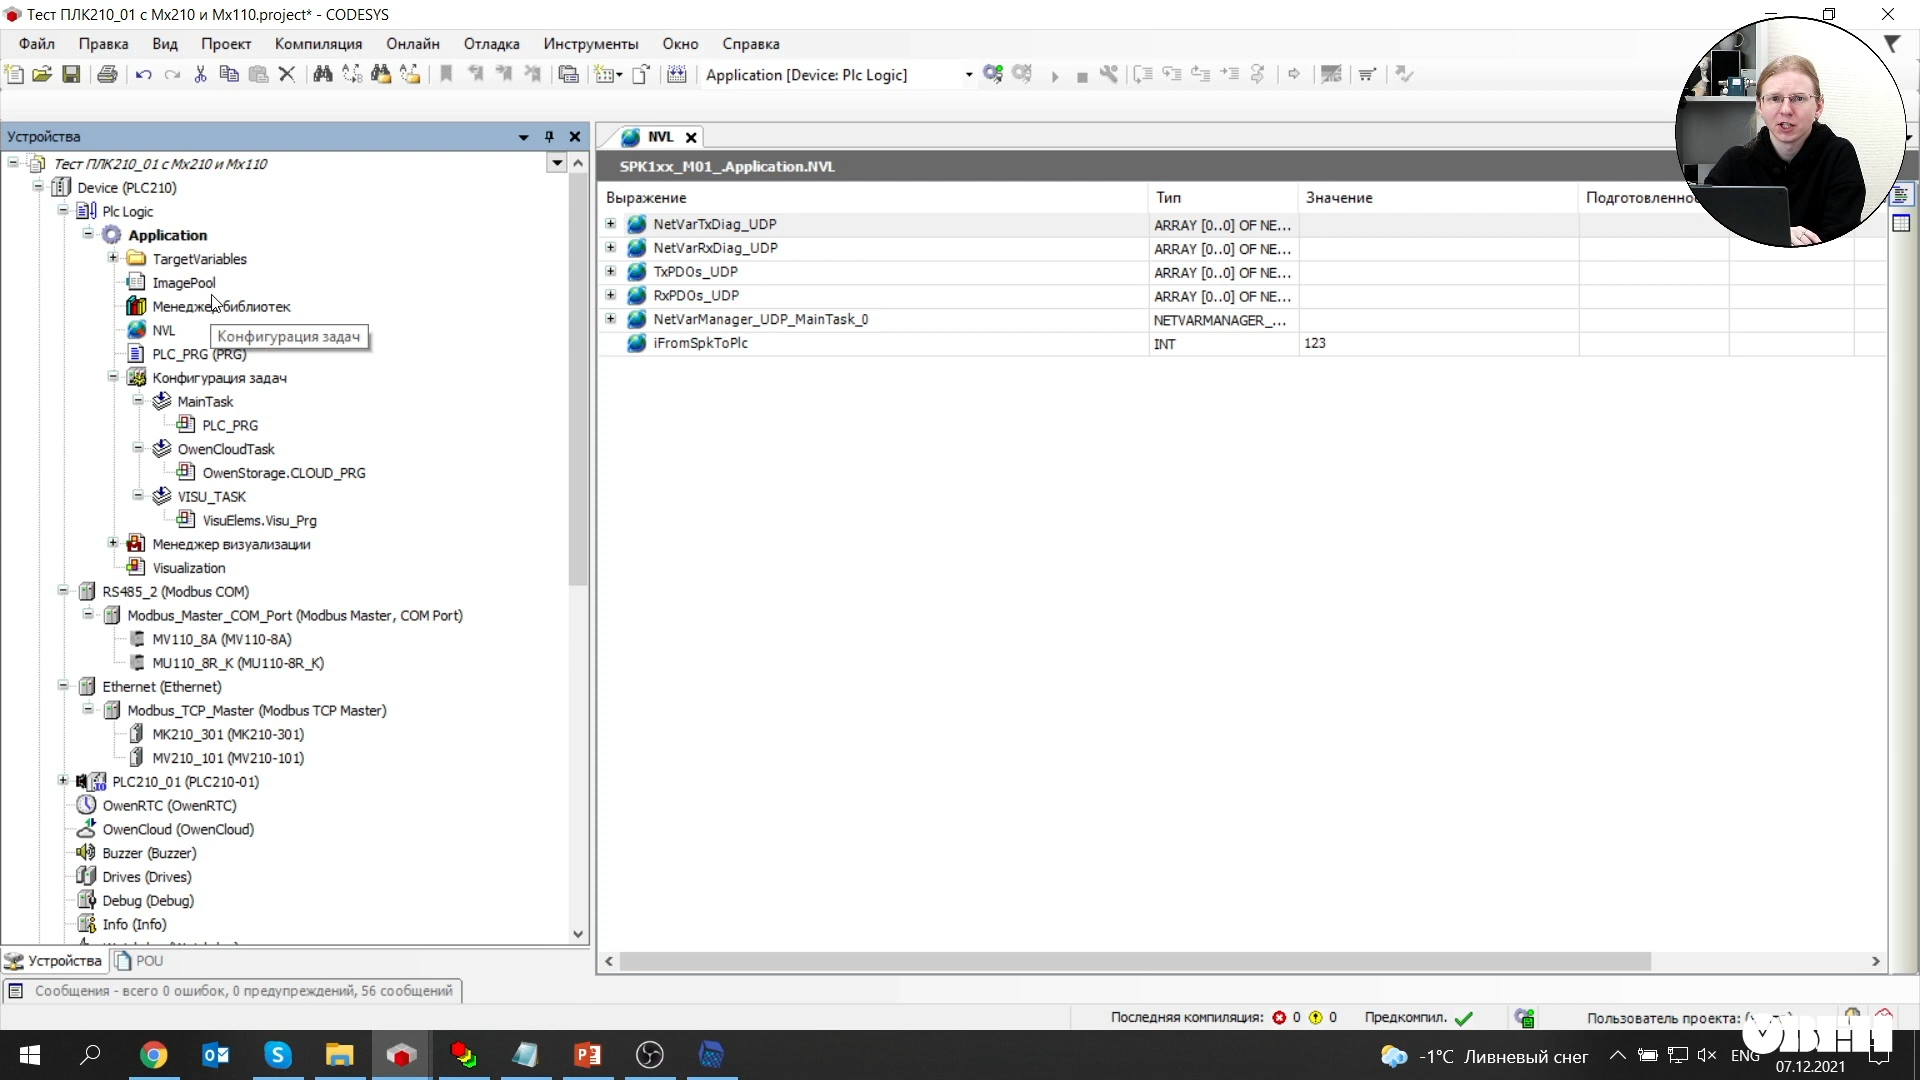 Тест ПЛК210_01 с Mx210 и Mx110.project* - CODESYS
Файл Правка Вид Проект Компиляция Онлайн Отладка Инструменты Окно Справка
Application [Device: Plc Logic]
Устройства
Тест ПЛК210_01 с Mx210 и Mx110
Device (PLC210)
Plc Logic
Application
TargetVariables
ImagePool
Менеджер библиотек
NVL
Конфигурация задач
PLC_PRG (PRG)
Конфигурация задач
MainTask
PLC_PRG
OwenCloudTask
OwenStorage.CLOUD_PRG
VISU_TASK
VisuElems.Visu_Prg
Менеджер визуализации
Visualization
RS485_2 (Modbus COM)
Modbus_Master_COM_Port (Modbus Master, COM Port)
MV110_8A (MV110-8A)
MU110_8R_K (MU110-8R_K)
Ethernet (Ethernet)
Modbus_TCP_Master (Modbus TCP Master)
MK210_301 (MK210-301)
MV210_101 (MV210-101)
PLC210_01 (PLC210-01)
OwenRTC (OwenRTC)
OwenCloud (OwenCloud)
Buzzer (Buzzer)
Drives (Drives)
Debug (Debug)
Info (Info)
Устройства POU
NVL
SPK1xx_M01_.Application.NVL
Выражение Тип Значение
NetVarTxDiag_UDP ARRAY [0..0] OF NE...
NetVarRxDiag_UDP ARRAY [0..0] OF NE...
TxPDOs_UDP ARRAY [0..0] OF NE...
RxPDOs_UDP ARRAY [0..0] OF NE...
NetVarManager_UDP_MainTask_0 NETVARMANAGER_...
iFromSpkToPlc INT 123
Сообщения - всего 0 ошибок, 0 предупреждений, 56 сообщений
Последняя компиляция: 0 0 Предкомпил. Пользователь проекта:
-1°C Ливневый снег ENG
07.12.2021
ОВЕН